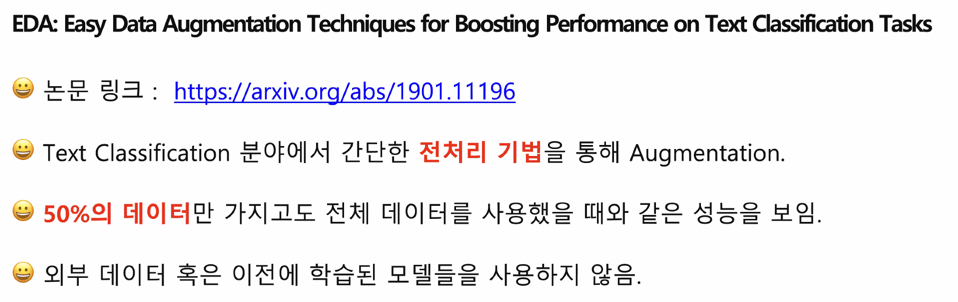 EDA: Easy Data Augmentation Techniques for Boosting Performance on Text Classification Tasks
😀 논문 링크 : https://arxiv.org/abs/1901.11196
😀 Text Classification 분야에서 간단한 전처리 기법을 통해 Augmentation.
😀 50%의 데이터만 가지고도 전체 데이터를 사용했을 때와 같은 성능을 보임.
😀 외부 데이터 혹은 이전에 학습된 모델들을 사용하지 않음.